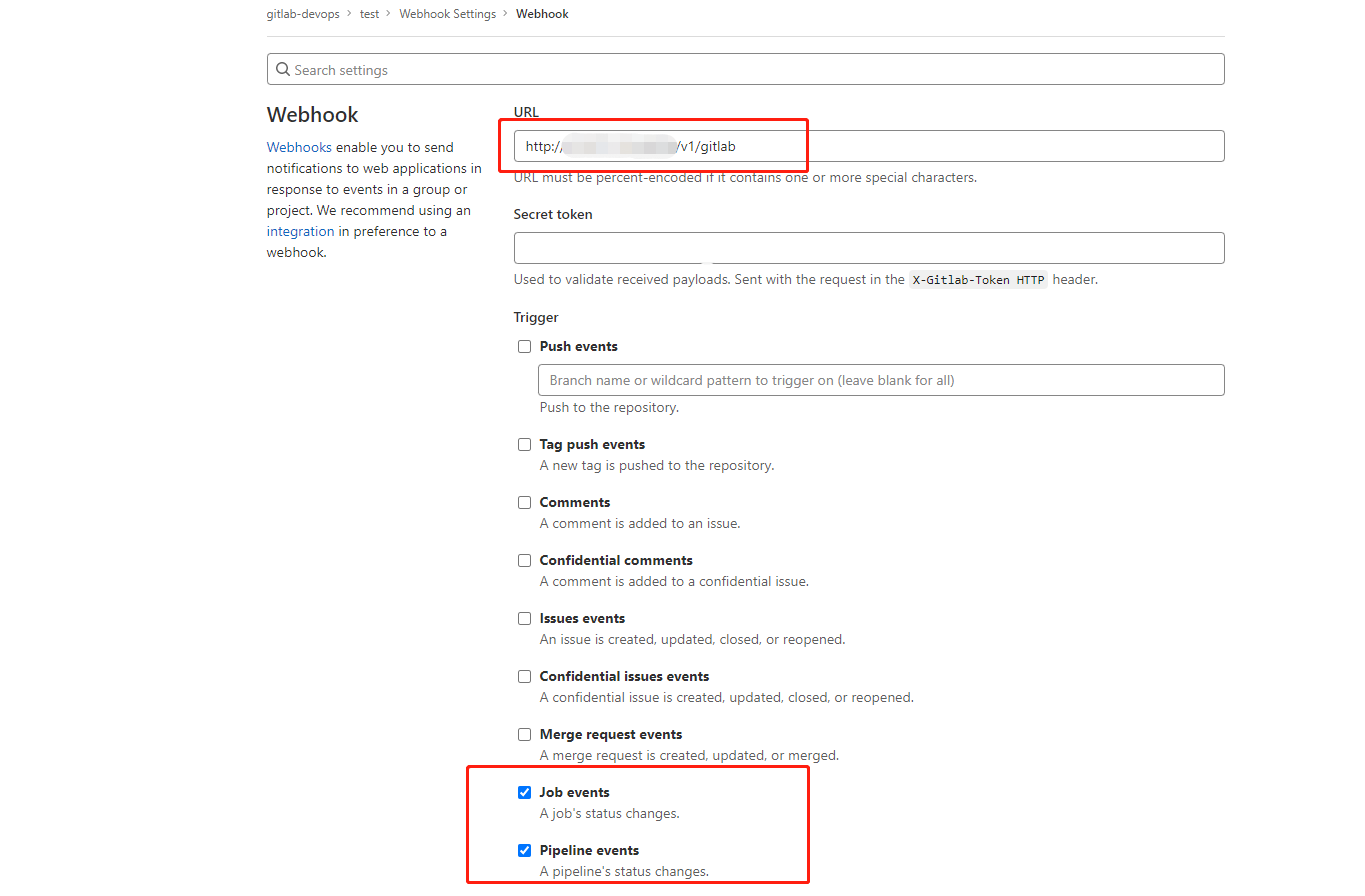 gitlab-devops > test > Webhook Settings > Webhook
Search settings
Webhook
Webhooks enable you to send
notifications to web applications in
response to events in a group or
project. We recommend using an
integration in preference to a
webhook.
URL
http:// /v1/gitlab
URL must be percent-encoded if it contains one or more special characters.
Secret token
Used to validate received payloads. Sent with the request in the X-Gitlab-Token HTTP header.
Trigger
Push events
Branch name or wildcard pattern to trigger on (leave blank for all)
Push to the repository.
Tag push events
A new tag is pushed to the repository.
Comments
A comment is added to an issue.
Confidential comments
A comment is added to a confidential issue.
Issues events
An issue is created, updated, closed, or reopened.
Confidential issues events
A confidential issue is created, updated, closed, or reopened.
Merge request events
A merge request is created, updated, or merged.
Job events
A job's status changes.
Pipeline events
A pipeline's status changes.